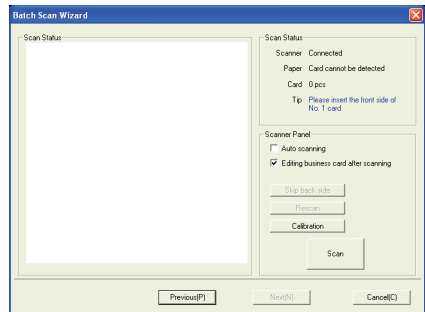 Batch Scan Wizard
Scan Status
Scan Status
Scanner Connected
Paper Card cannot be detected
Card 0 pcs
Tip Please insert the front side of
No. 1 card
Scanner Panel
Auto scanning
Editing business card after scanning
Skip back side
Rescan
Calibration
Scan
Previous(P)
Next(N)
Cancel(C)